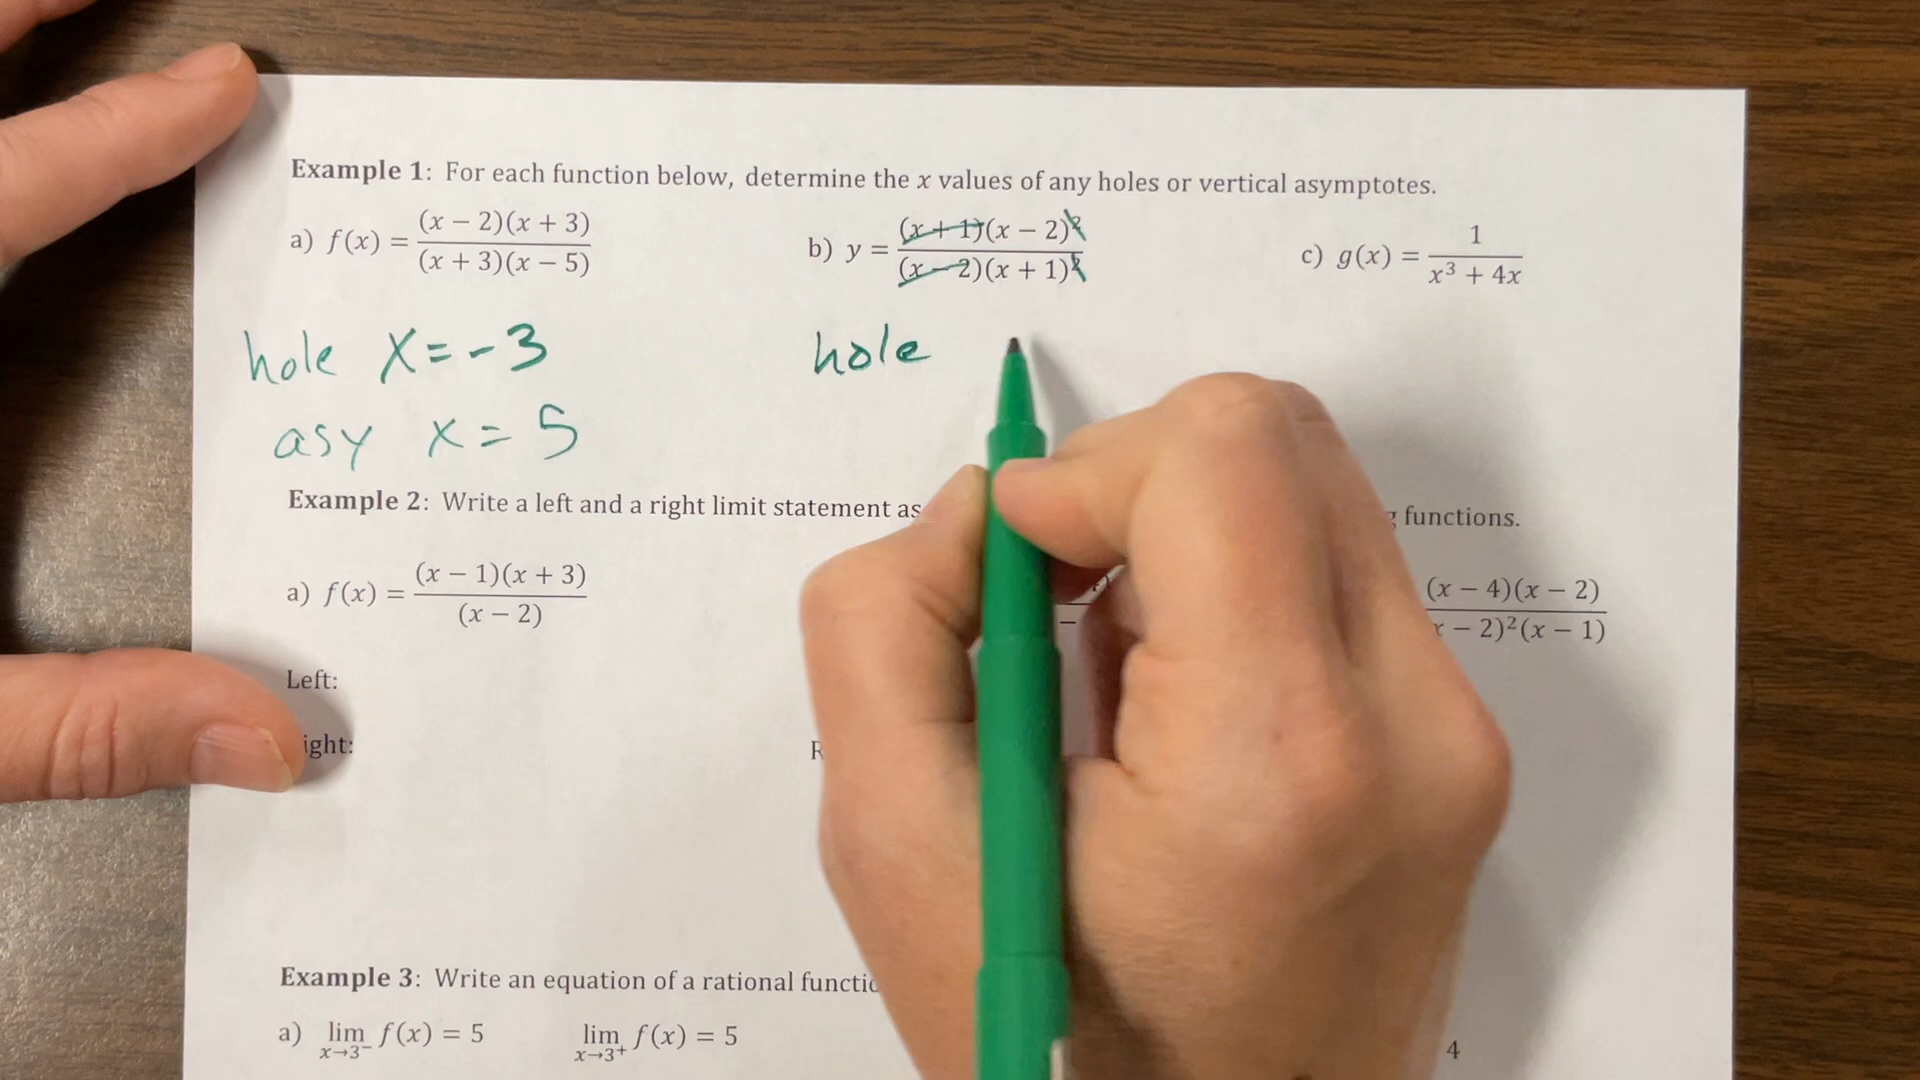 Example 1: For each function below, determine the x values of any holes or vertical asymptotes.
a) f(x) = (x − 2)(x + 3) / (x + 3)(x − 5)
b) y = (x + 1)(x − 2)² / (x − 2)(x + 1)²
c) g(x) = 1 / x³ + 4x
hole x = -3
hole
asy x = 5
Example 2: Write a left and a right limit statement as functions.
a) f(x) = (x − 1)(x + 3) / (x − 2)
(x − 4)(x − 2) / x − 2)²(x − 1)
Left:
ight:
R
Example 3: Write an equation of a rational
a) lim x→3⁻ f(x) = 5 lim x→3⁺ f(x) = 5
4